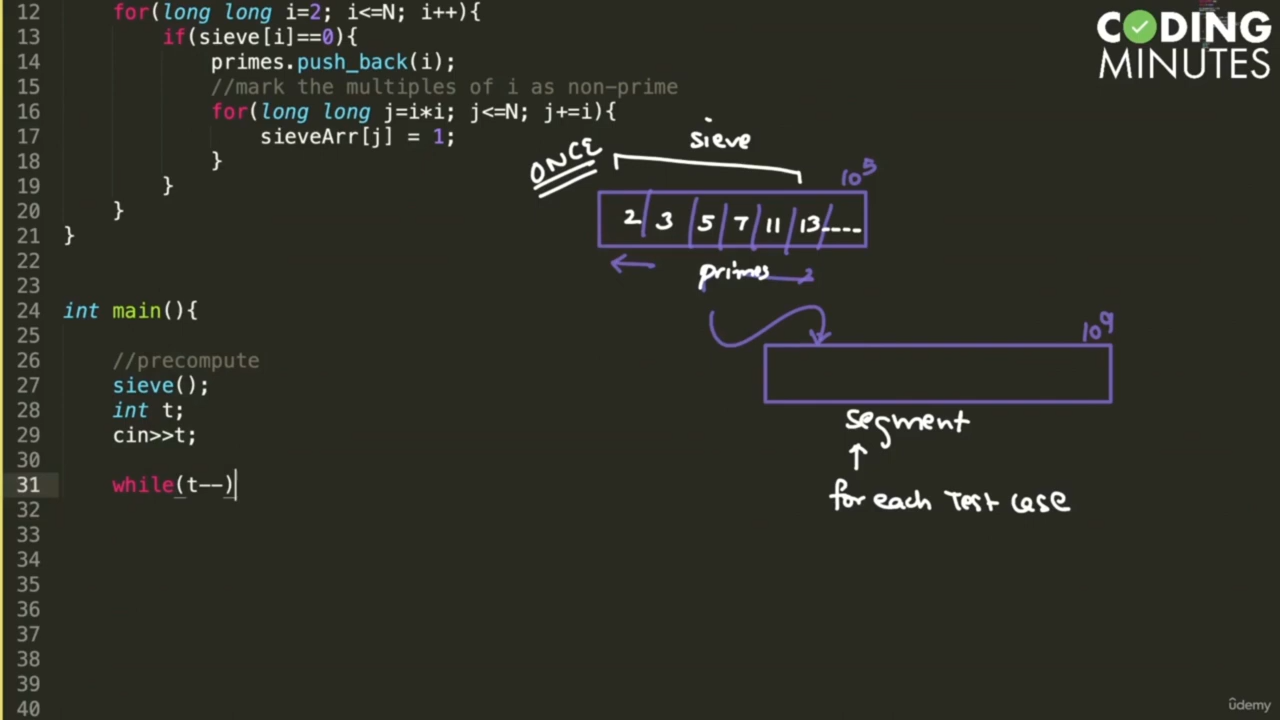 12 for(long long i=2; i<=N; i++){
13 if(sieve[i]==0){
14 primes.push_back(i);
15 //mark the multiples of i as non-prime
16 for(long long j=i*i; j<=N; j+=i){
17 sieveArr[j] = 1;
18 }
19 }
20 }
21 }
22
23
24 int main(){
25
26 //precompute
27 sieve();
28 int t;
29 cin>>t;
30
31 while(t--)
32
33
34
35
36
37
38
39
40
CODING
MINUTES
sieve
ONCE
10^5
2 3 5 7 11 13 ----
primes
10^9
segment
for each Test case
ûdemy